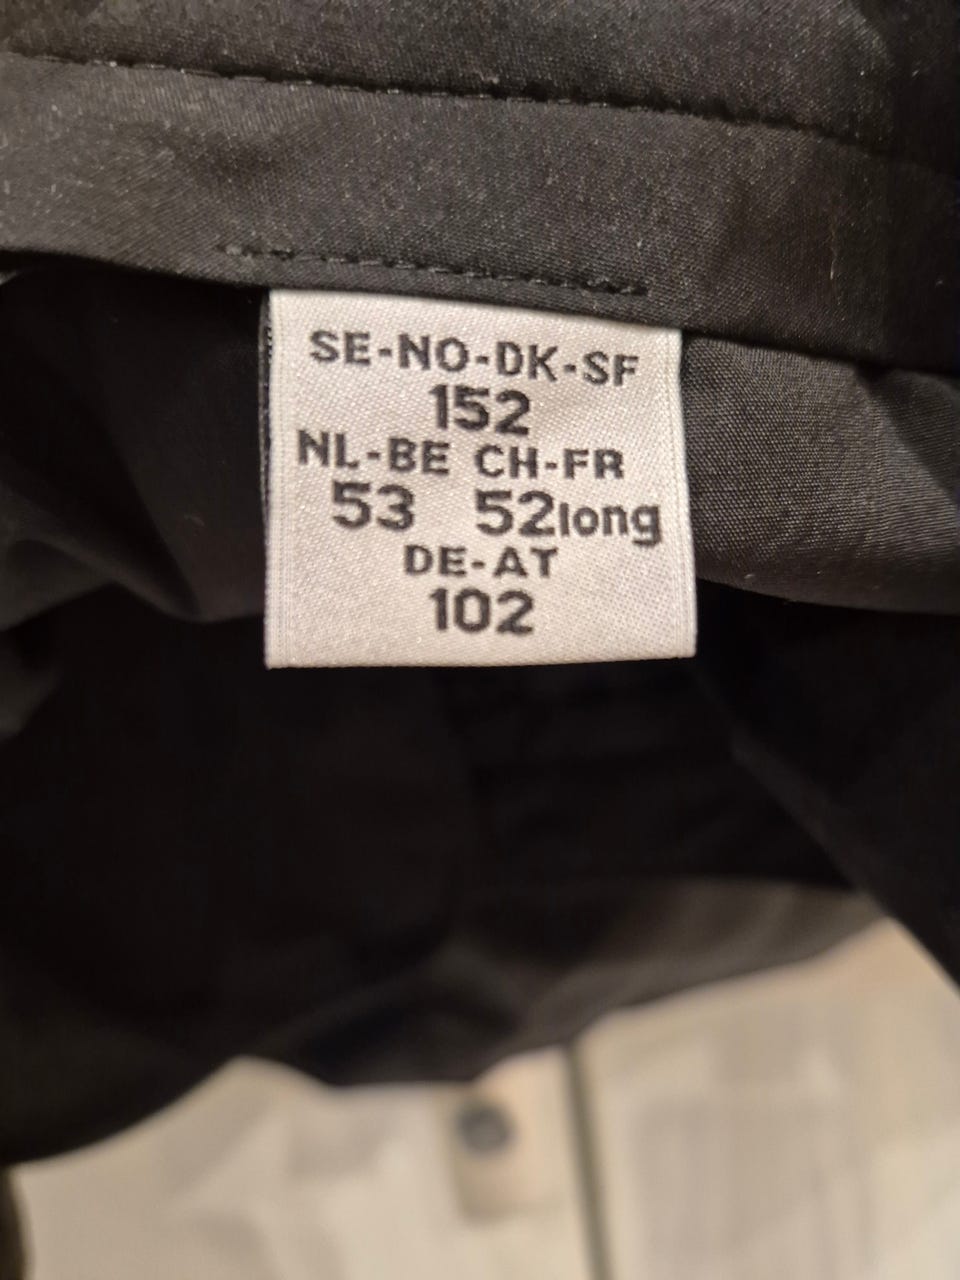 SE-NO-DK-SF
152
NL-BE CH-FR
53 52long
DE-AT
102